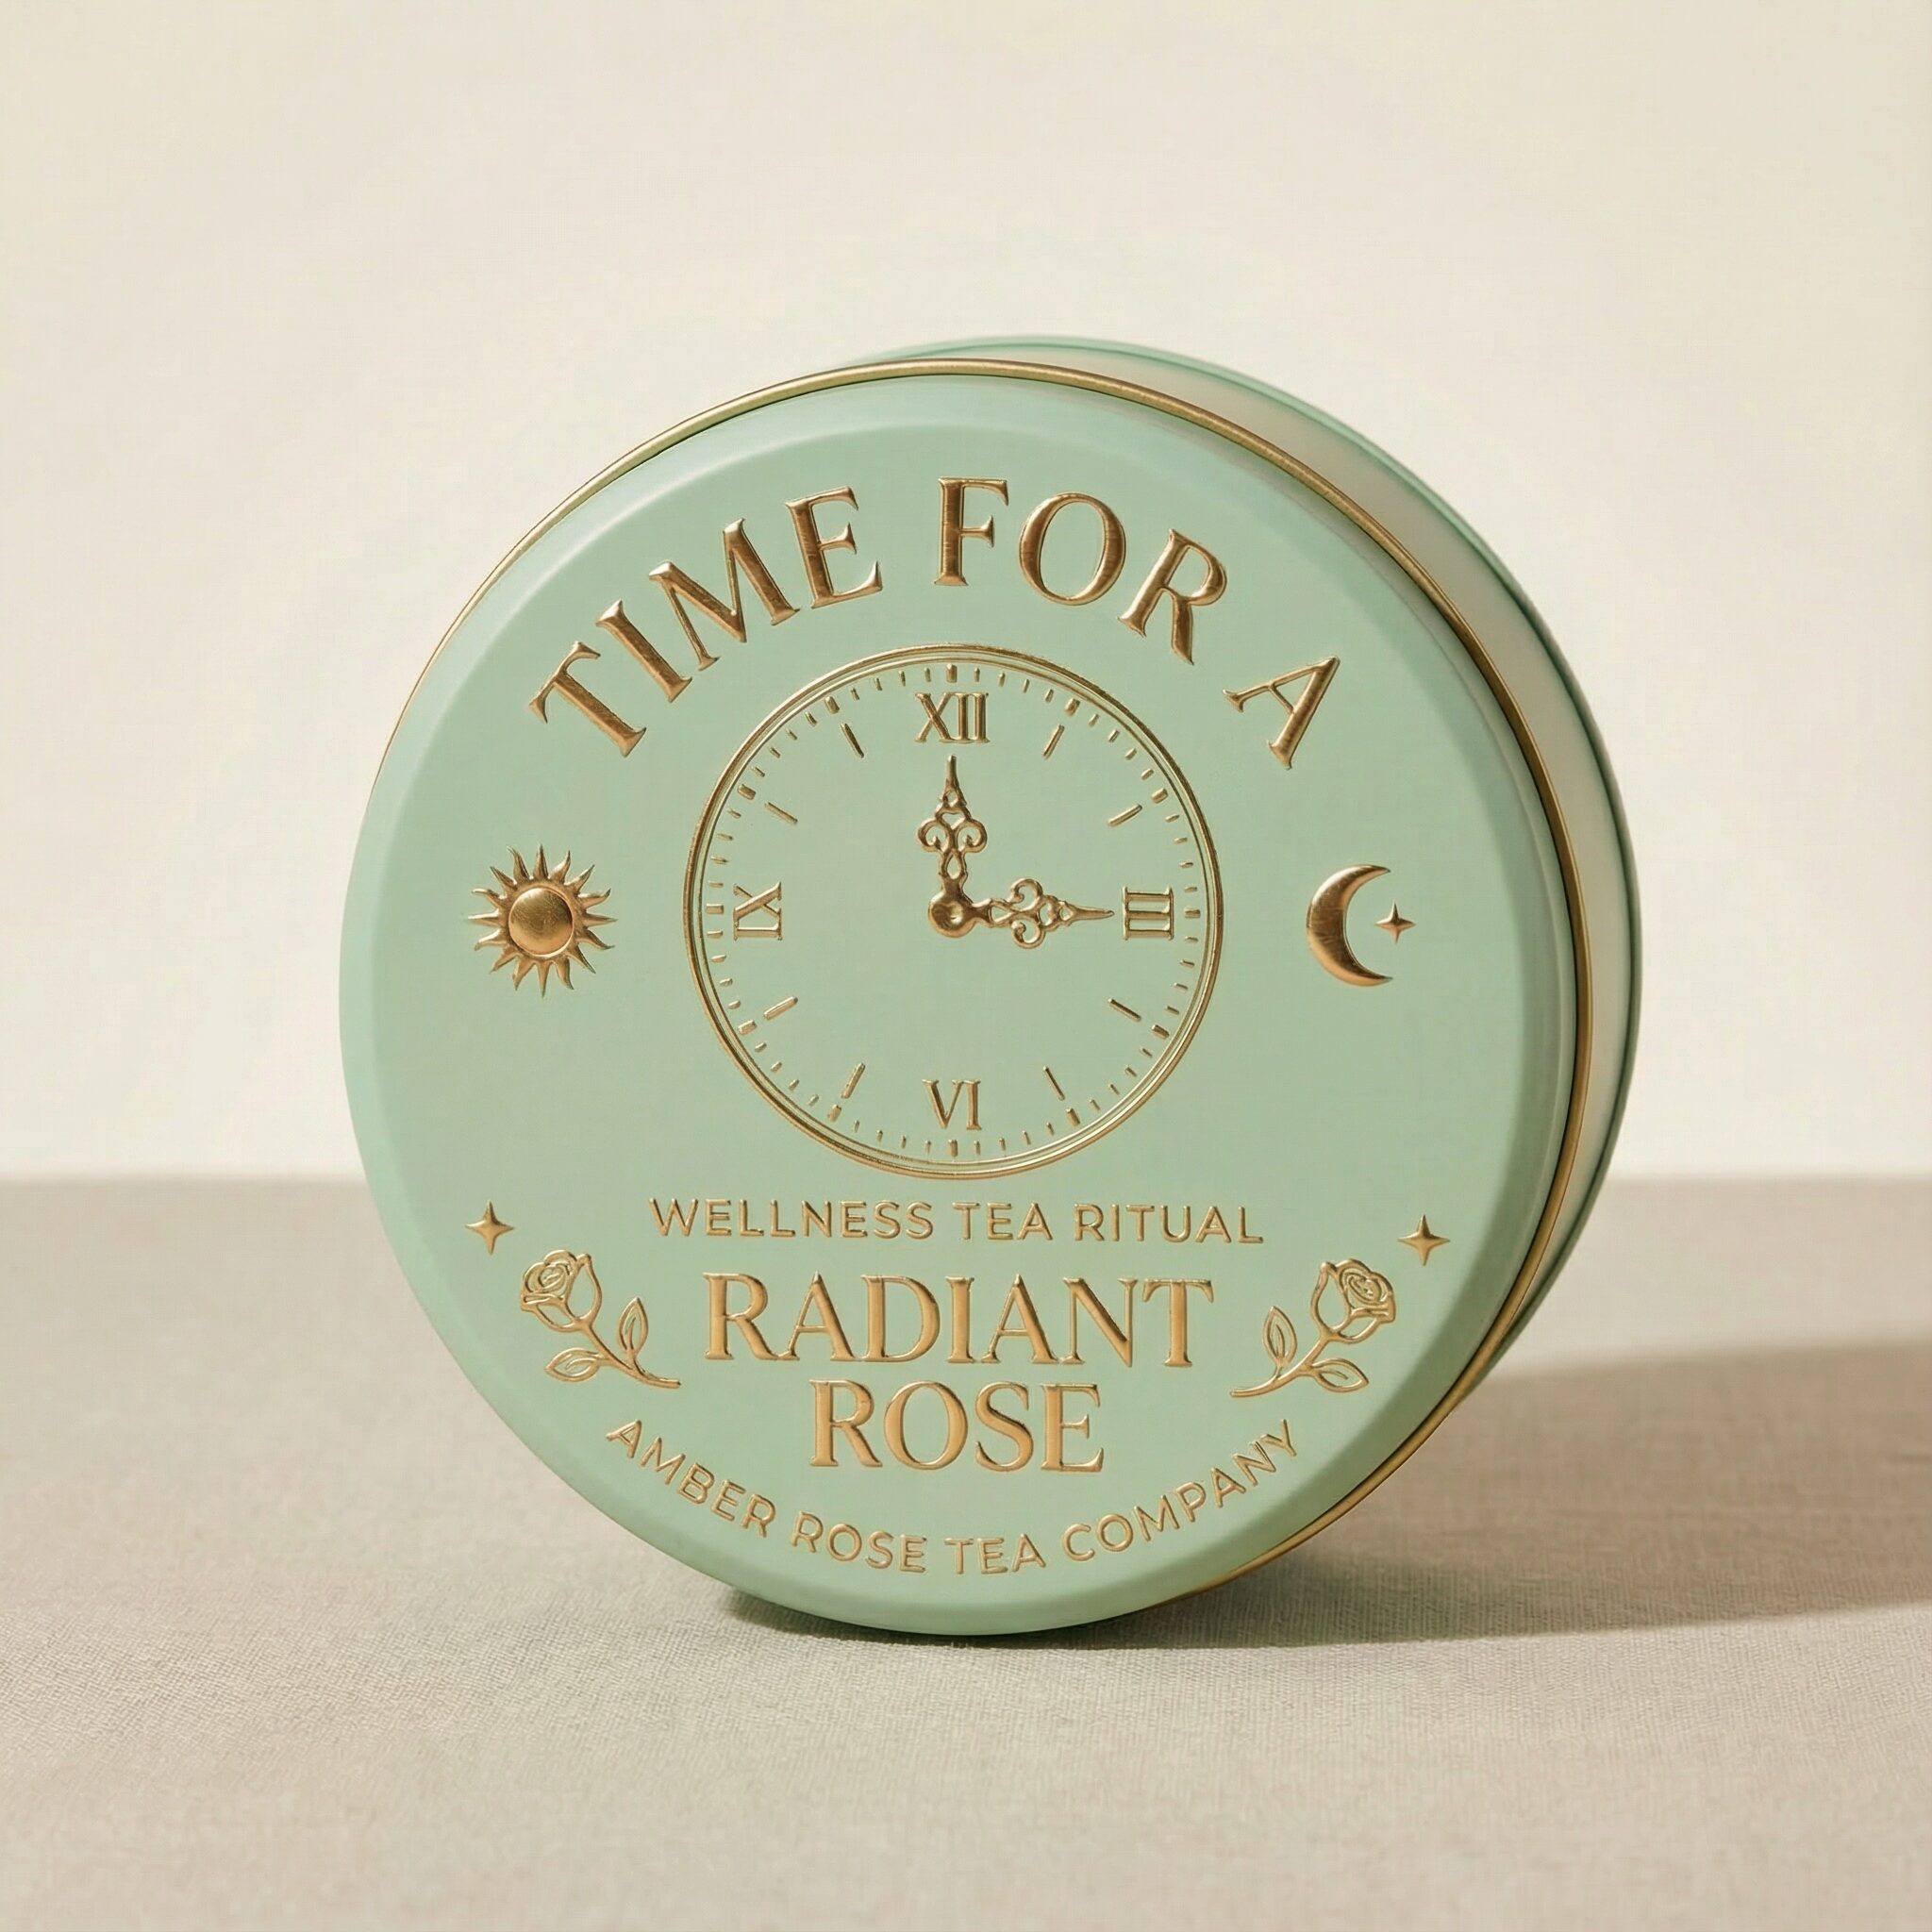 TIME FOR A
XII
IX
III
VI
WELLNESS TEA RITUAL
RADIANT
ROSE
AMBER ROSE TEA COMPANY